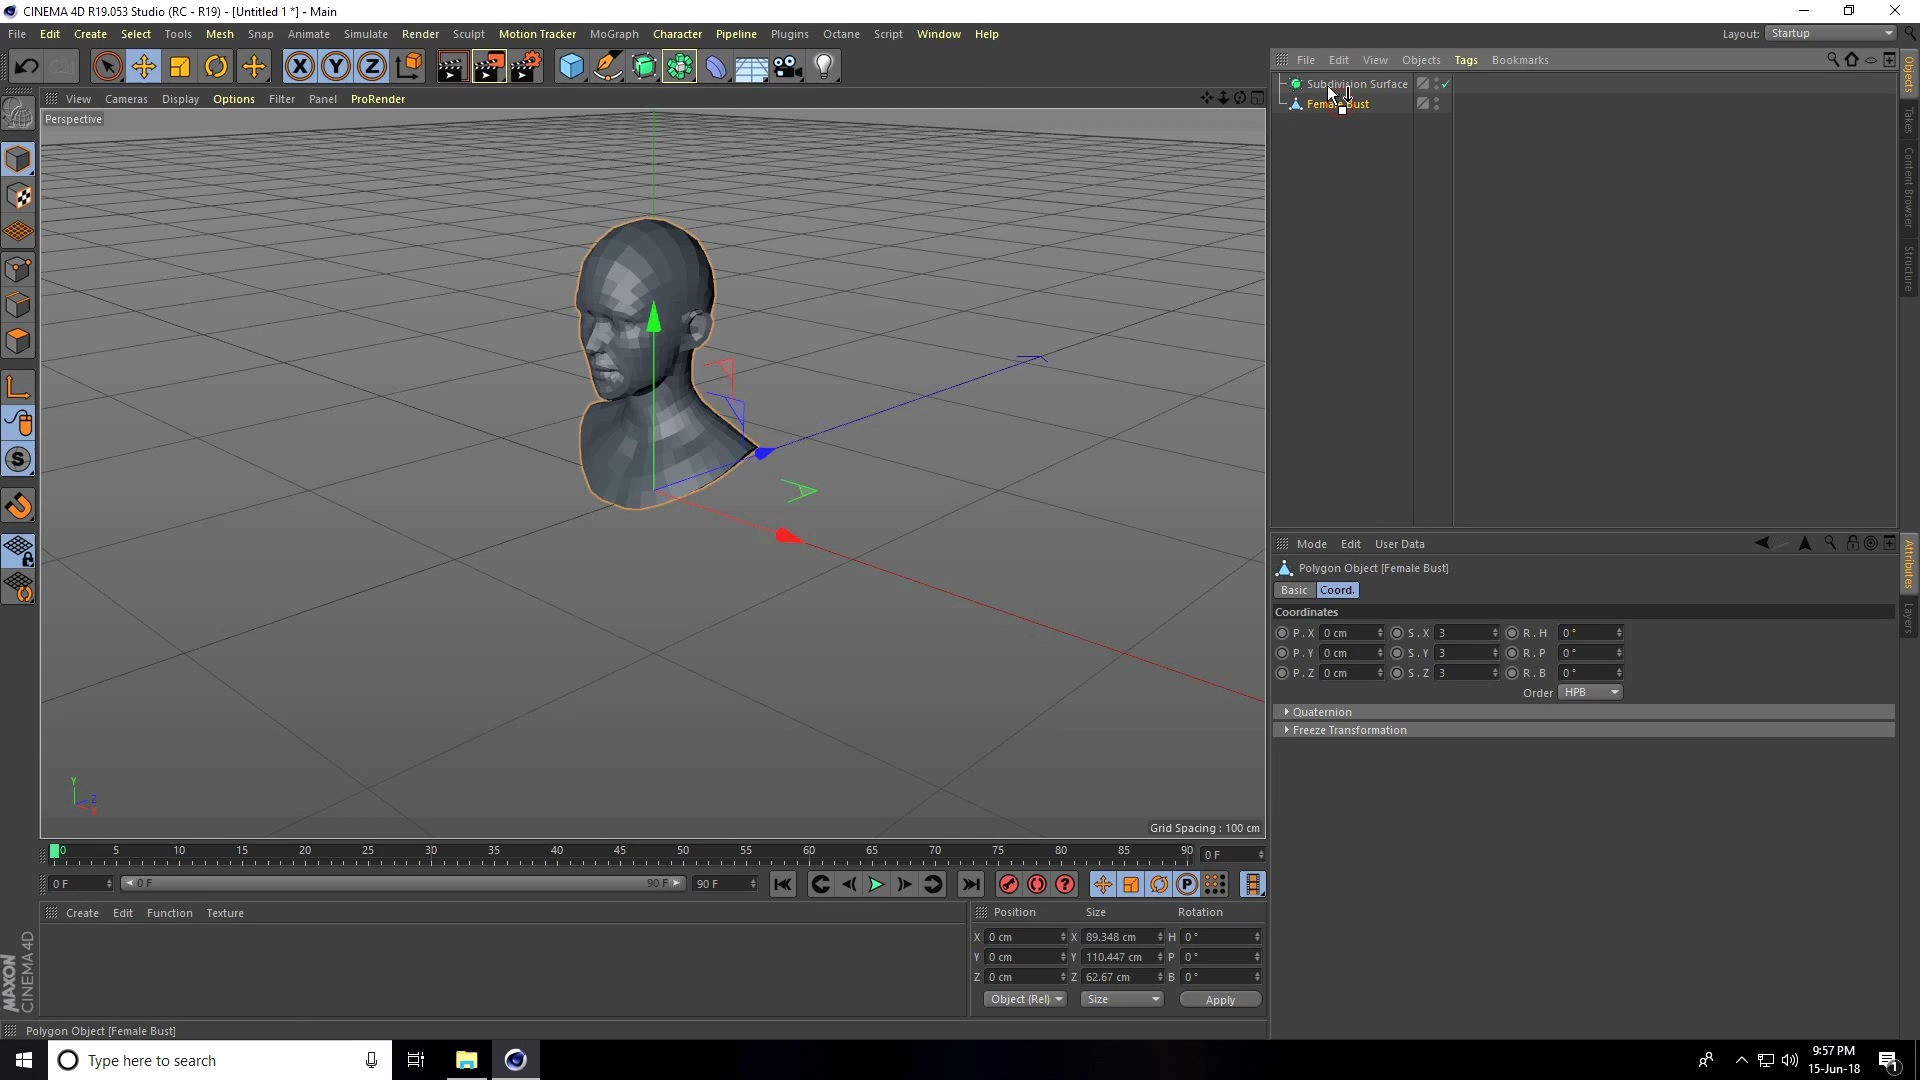 CINEMA 4D R19.053 Studio (RC - R19) - [Untitled 1 *] - Main
File Edit Create Select Tools Mesh Snap Animate Simulate Render Sculpt Motion Tracker MoGraph Character Pipeline Plugins Octane Script Window Help
Layout: Startup
X Y Z
File Edit View Objects Tags Bookmarks
Subdivision Surface
Female Bust
View Cameras Display Options Filter Panel ProRender
Perspective
Y
Z
X
Grid Spacing : 100 cm
Objects
Takes
Content Browser
Structure
Mode Edit User Data
Polygon Object [Female Bust]
Basic Coord.
Coordinates
P . X 0 cm S . X 3 R . H 0 °
P . Y 0 cm S . Y 3 R . P 0 °
P . Z 0 cm S . Z 3 R . B 0 °
Order HPB
Quaternion
Freeze Transformation
Attributes
Layers
0 5 10 15 20 25 30 35 40 45 50 55 60 65 70 75 80 85 90 0 F
0 F 0 F 90 F 90 F
Create Edit Function Texture
Position Size Rotation
X 0 cm X 89.348 cm H 0 °
Y 0 cm Y 110.447 cm P 0 °
Z 0 cm Z 62.67 cm B 0 °
Object (Rel) Size Apply
MAXON
CINEMA 4D
Polygon Object [Female Bust]
Type here to search
9:57 PM
15-Jun-18
1